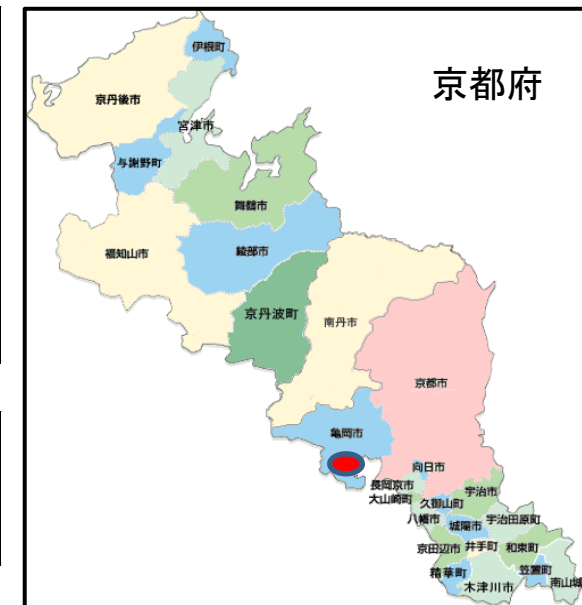 京都府
伊根町
京丹後市
宮津市
与謝野町
舞鶴市
福知山市
綾部市
京丹波町
南丹市
京都市
亀岡市
向日市
長岡京市
大山崎町
久御山町
宇治市
八幡市
城陽市
宇治田原町
京田辺市
井手町
和束町
精華町
笠置町
木津川市
南山城